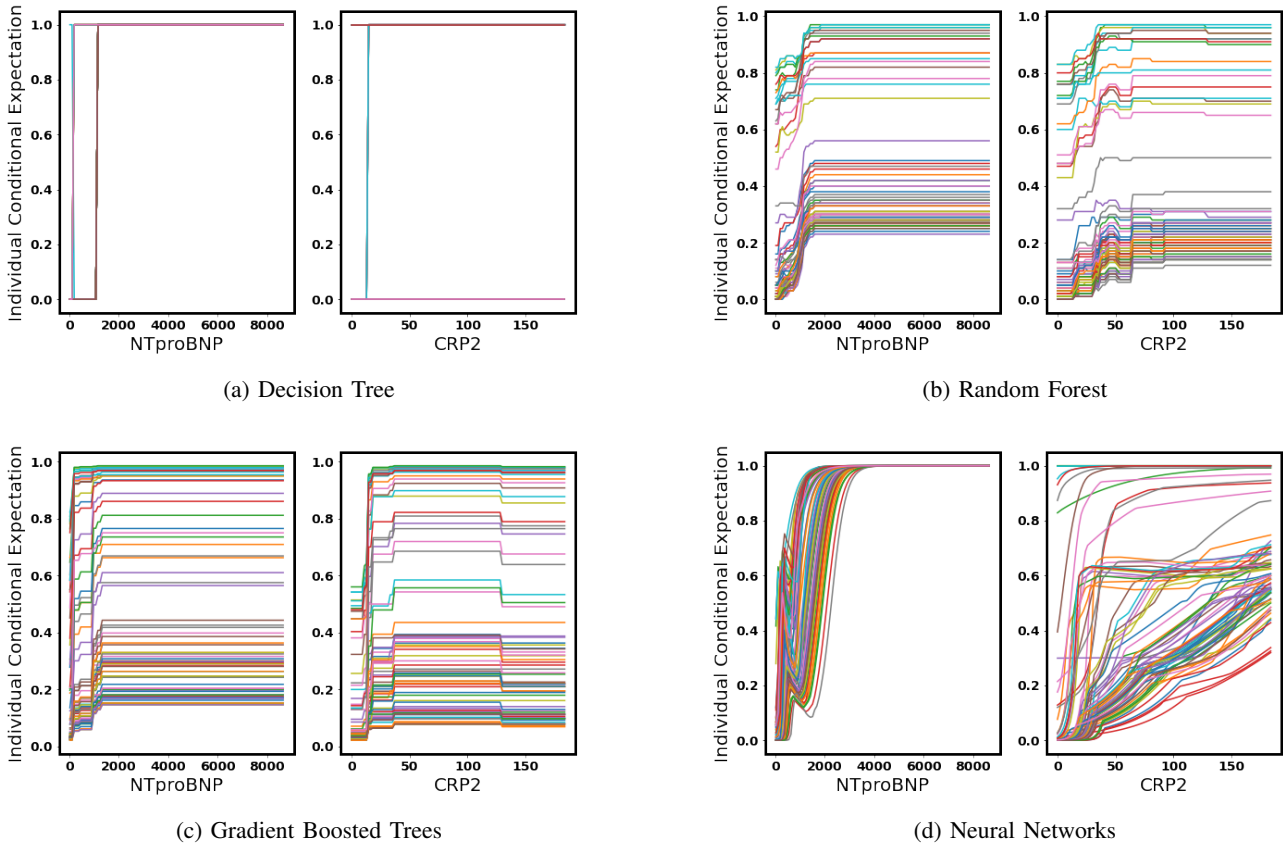 Individual Conditional Expectation
1.0
0.8
0.6
0.4
0.2
0.0
0 2000 4000 6000 8000
NTproBNP
1.0
0.8
0.6
0.4
0.2
0.0
0 50 100 150
CRP2
(a) Decision Tree
Individual Conditional Expectation
1.0
0.8
0.6
0.4
0.2
0.0
0 2000 4000 6000 8000
NTproBNP
1.0
0.8
0.6
0.4
0.2
0.0
0 50 100 150
CRP2
(b) Random Forest
Individual Conditional Expectation
1.0
0.8
0.6
0.4
0.2
0.0
0 2000 4000 6000 8000
NTproBNP
1.0
0.8
0.6
0.4
0.2
0.0
0 50 100 150
CRP2
(c) Gradient Boosted Trees
Individual Conditional Expectation
1.0
0.8
0.6
0.4
0.2
0.0
0 2000 4000 6000 8000
NTproBNP
1.0
0.8
0.6
0.4
0.2
0.0
0 50 100 150
CRP2
(d) Neural Networks